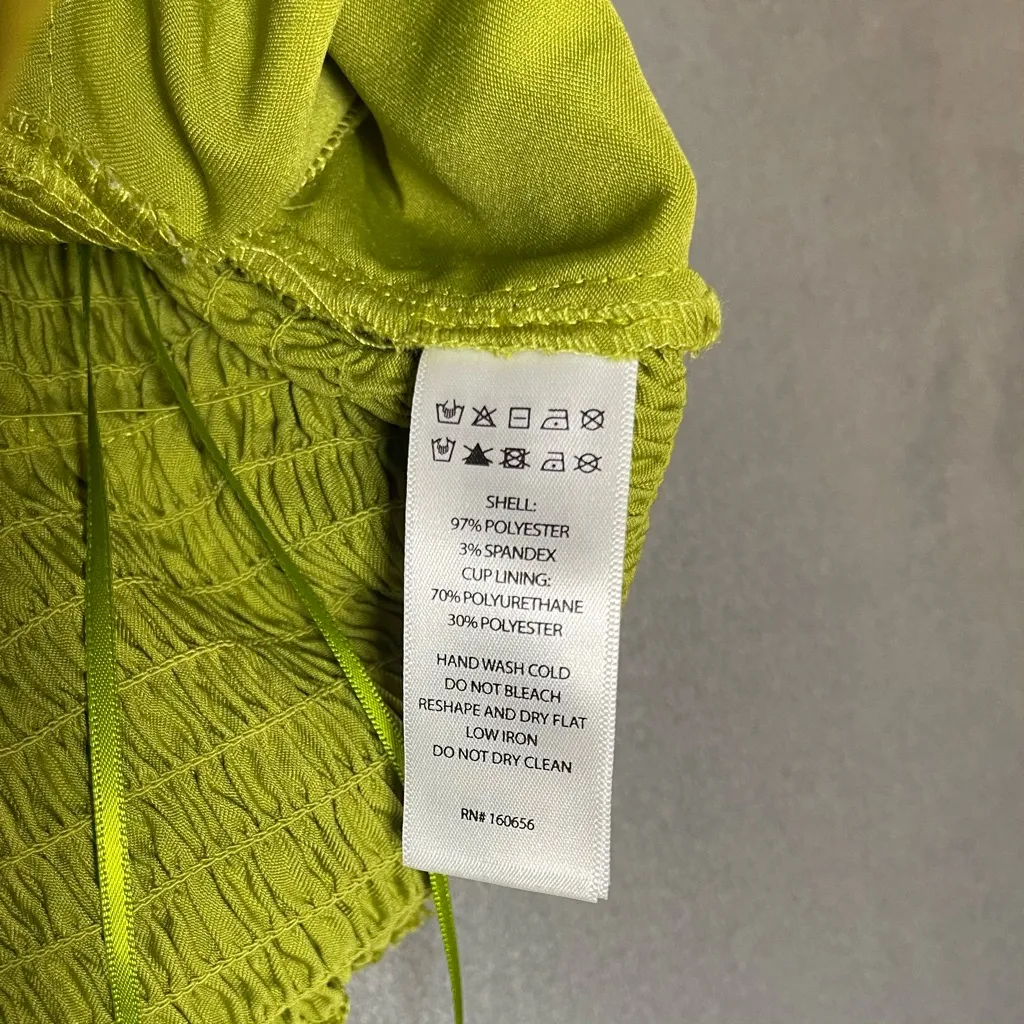 SHELL:
97% POLYESTER
3% SPANDEX
CUP LINING:
70% POLYURETHANE
30% POLYESTER
HAND WASH COLD
DO NOT BLEACH
RESHAPE AND DRY FLAT
LOW IRON
DO NOT DRY CLEAN
RN# 160656